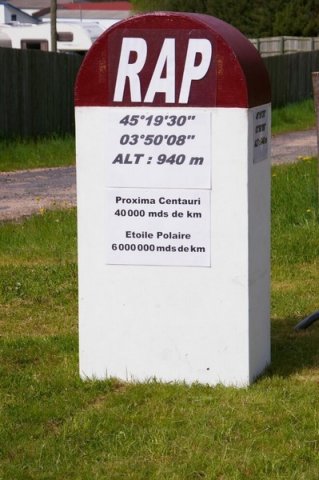 RAP
45°19'30"
03°50'08"
ALT : 940 m
Proxima Centauri
40000 mds de km
Etoile Polaire
6000000 mds de km